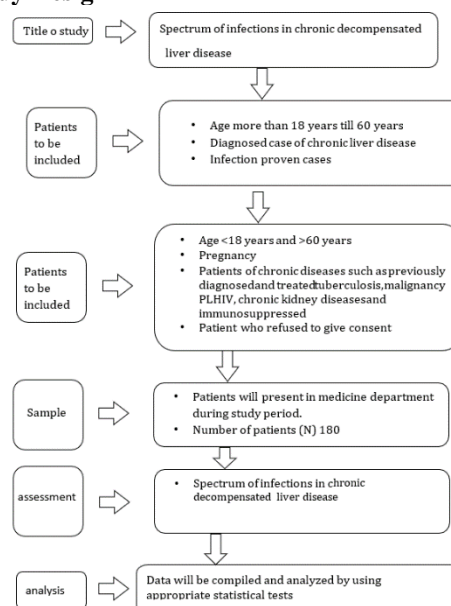 Title o study
Spectrum of infections in chronic decompensated
liver disease
Patients
to be
included
• Age more than 18 years till 60 years
• Diagnosed case of chronic liver disease
• Infection proven cases
Patients
to be
included
• Age <18 years and >60 years
• Pregnancy
• Patients of chronic diseases such as previously
diagnosedand treatedtuberculosis,malignancy
PLHIV, chronic kidney diseasesand
immunosuppressed
• Patient who refused to give consent
Sample
• Patients will present in medicine department
during study period.
• Number of patients (N) 180
assessment
• Spectrum of infections in chronic
decompensated liver disease
analysis
Data will be compiled and analyzed by using
appropriate statistical tests